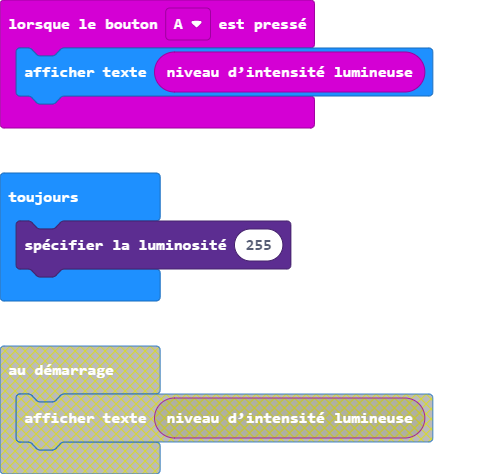 lorsque le bouton A est pressé
afficher texte niveau d’intensité lumineuse
toujours
spécifier la luminosité 255
au démarrage
afficher texte niveau d’intensité lumineuse